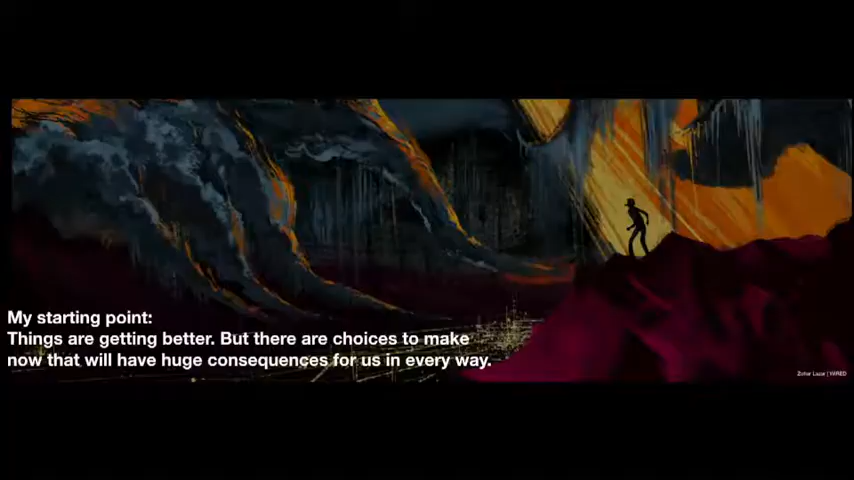 My starting point:
Things are getting better. But there are choices to make
now that will have huge consequences for us in every way.
Zohar Lazar | WIRED